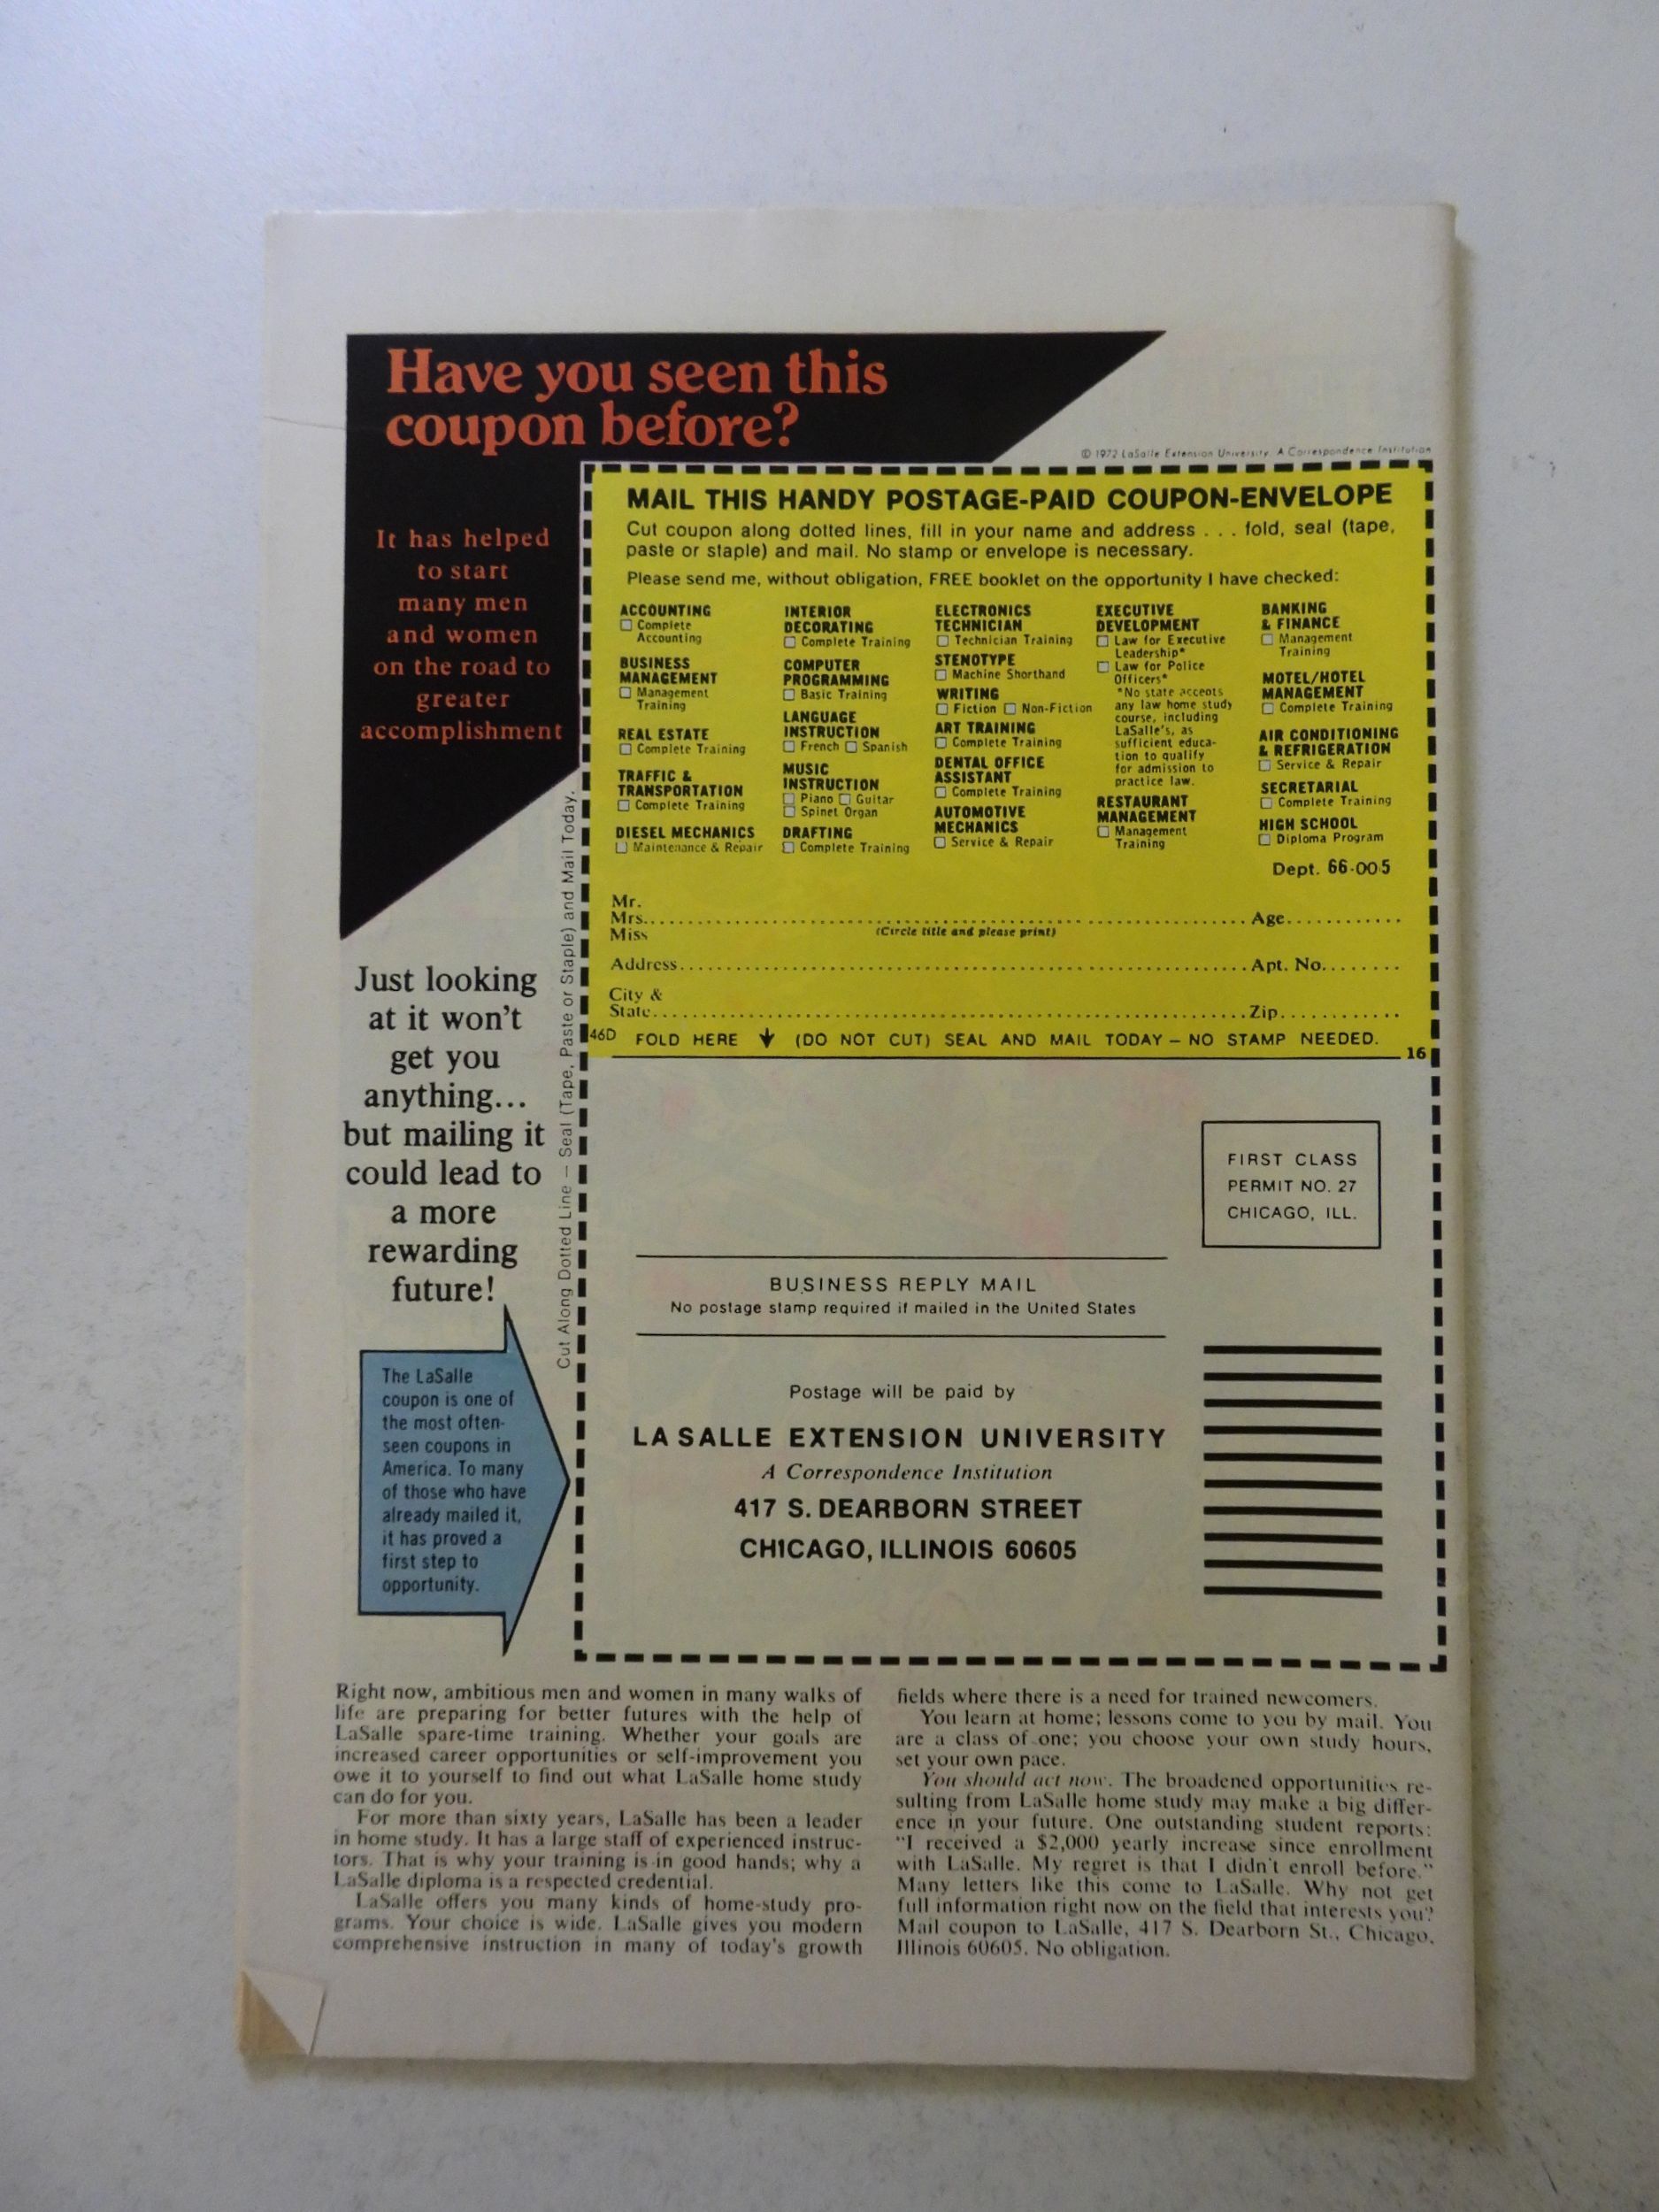 Have you seen this
coupon before?
It has helped
to start
many men
and women
on the road to
greater
accomplishment
© 1972 LaSalle Extension University A Correspondence Institution
MAIL THIS HANDY POSTAGE-PAID COUPON-ENVELOPE
Cut coupon along dotted lines, fill in your name and address . . . fold, seal (tape,
paste or staple) and mail. No stamp or envelope is necessary.
Please send me, without obligation, FREE booklet on the opportunity I have checked:
ACCOUNTING
☐ Complete
Accounting
BUSINESS
MANAGEMENT
☐ Management
Training
REAL ESTATE
☐ Complete Training
TRAFFIC &
TRANSPORTATION
☐ Complete Training
DIESEL MECHANICS
☐ Maintenance & Repair
INTERIOR
DECORATING
☐ Complete Training
COMPUTER
PROGRAMMING
☐ Basic Training
LANGUAGE
INSTRUCTION
☐ French ☐ Spanish
MUSIC
INSTRUCTION
☐ Piano ☐ Guitar
☐ Spinet Organ
DRAFTING
☐ Complete Training
ELECTRONICS
TECHNICIAN
☐ Technician Training
STENOTYPE
☐ Machine Shorthand
WRITING
☐ Fiction ☐ Non-Fiction
ART TRAINING
☐ Complete Training
DENTAL OFFICE
ASSISTANT
☐ Complete Training
AUTOMOTIVE
MECHANICS
☐ Service & Repair
EXECUTIVE
DEVELOPMENT
☐ Law for Executive
Leadership*
☐ Law for Police
Officers*
*No state accepts
any law home study
course, including
LaSalle's, as
sufficient educa-
tion to qualify
for admission to
practice law.
RESTAURANT
MANAGEMENT
☐ Management
Training
BANKING
& FINANCE
☐ Management
Training
MOTEL/HOTEL
MANAGEMENT
☐ Complete Training
AIR CONDITIONING
& REFRIGERATION
☐ Service & Repair
SECRETARIAL
☐ Complete Training
HIGH SCHOOL
☐ Diploma Program
Dept. 66-005
Mr.
Mrs. Age
Miss (Circle title and please print)
Address Apt. No.
City &
State Zip
46D FOLD HERE ↓ (DO NOT CUT) SEAL AND MAIL TODAY – NO STAMP NEEDED.
16
Cut Along Dotted Line – Seal (Tape, Paste or Staple) and Mail Today.
Just looking
at it won't
get you
anything...
but mailing it
could lead to
a more
rewarding
future!
The LaSalle
coupon is one of
the most often-
seen coupons in
America. To many
of those who have
already mailed it,
it has proved a
first step to
opportunity.
FIRST CLASS
PERMIT NO. 27
CHICAGO, ILL.
BUSINESS REPLY MAIL
No postage stamp required if mailed in the United States
Postage will be paid by
LA SALLE EXTENSION UNIVERSITY
A Correspondence Institution
417 S. DEARBORN STREET
CHICAGO, ILLINOIS 60605
Right now, ambitious men and women in many walks of
life are preparing for better futures with the help of
LaSalle spare-time training. Whether your goals are
increased career opportunities or self-improvement you
owe it to yourself to find out what LaSalle home study
can do for you.
For more than sixty years, LaSalle has been a leader
in home study. It has a large staff of experienced instruc-
tors. That is why your training is in good hands; why a
LaSalle diploma is a respected credential.
LaSalle offers you many kinds of home-study pro-
grams. Your choice is wide. LaSalle gives you modern
comprehensive instruction in many of today's growth
fields where there is a need for trained newcomers.
You learn at home; lessons come to you by mail. You
are a class of one; you choose your own study hours,
set your own pace.
You should act now. The broadened opportunities re-
sulting from LaSalle home study may make a big differ-
ence in your future. One outstanding student reports:
"I received a $2,000 yearly increase since enrollment
with LaSalle. My regret is that I didn't enroll before."
Many letters like this come to LaSalle. Why not get
full information right now on the field that interests you?
Mail coupon to LaSalle, 417 S. Dearborn St., Chicago,
Illinois 60605. No obligation.